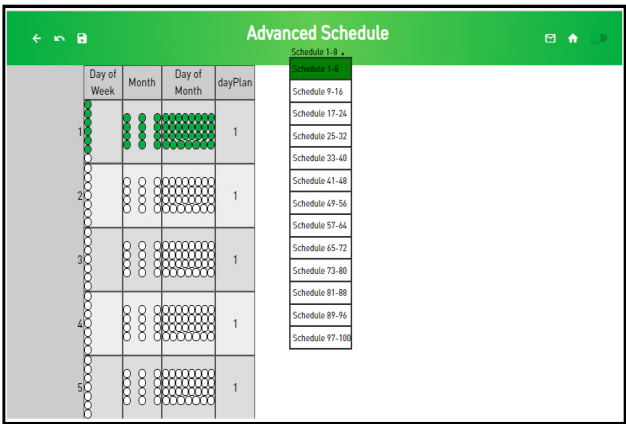 Advanced Schedule
Schedule 1-8 ▲
Day of Week Month Day of Month dayPlan
1 1
2 1
3 1
4 1
5 1
Schedule 1-8
Schedule 9-16
Schedule 17-24
Schedule 25-32
Schedule 33-40
Schedule 41-48
Schedule 49-56
Schedule 57-64
Schedule 65-72
Schedule 73-80
Schedule 81-88
Schedule 89-96
Schedule 97-100